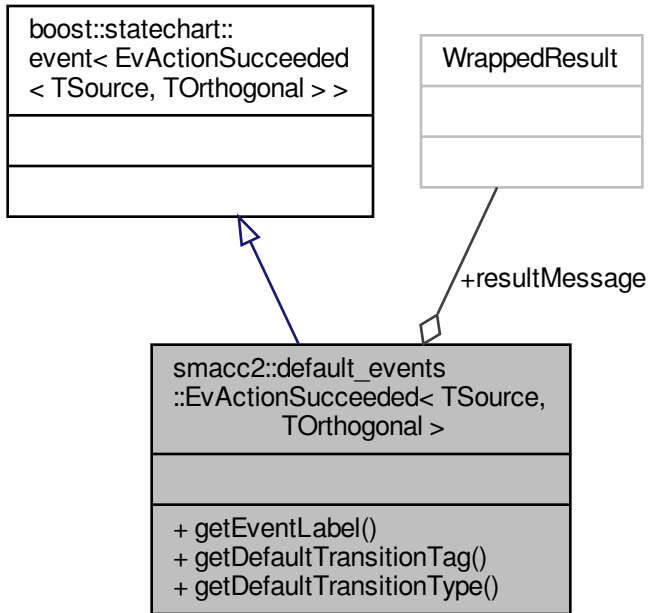 boost::statechart::
event< EvActionSucceeded
< TSource, TOrthogonal > >
WrappedResult
+resultMessage
smacc2::default_events
::EvActionSucceeded< TSource,
TOrthogonal >
+ getEventLabel()
+ getDefaultTransitionTag()
+ getDefaultTransitionType()